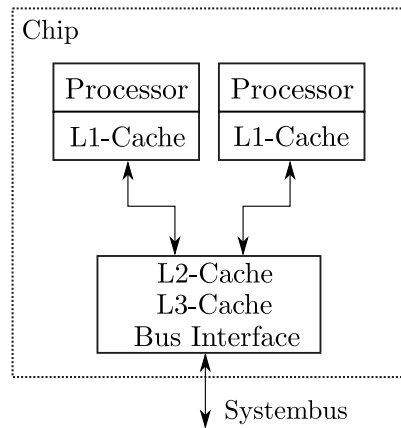 Chip
Processor
Processor
L1-Cache
L1-Cache
L2-Cache
L3-Cache
Bus Interface
Systembus